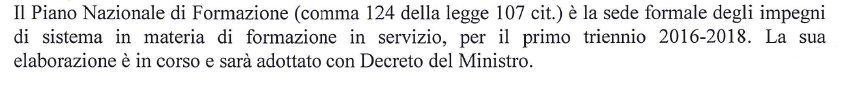 Il Piano Nazionale di Formazione (comma 124 della legge 107 cit.) è la sede formale degli impegni
di sistema in materia di formazione in servizio, per il primo triennio 2016-2018. La sua
elaborazione è in corso e sarà adottato con Decreto del Ministro.